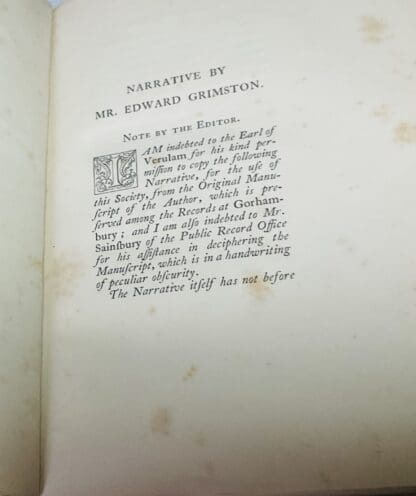 NARRATIVE BY
MR. EDWARD GRIMSTON.
NOTE BY THE EDITOR.
I AM indebted to the Earl of
Verulam for his kind per-
miſſion to copy the following
Narrative, for the uſe of
this Society, from the Original Manu-
ſcript of the Author, which is pre-
ſerved among the Records at Gorham-
bury; and I am alſo indebted to Mr.
Sainſbury of the Public Record Office
for his aſſiſtance in deciphering the
Manuſcript, which is in a handwriting
of peculiar obſcurity.
The Narrative itſelf has not before